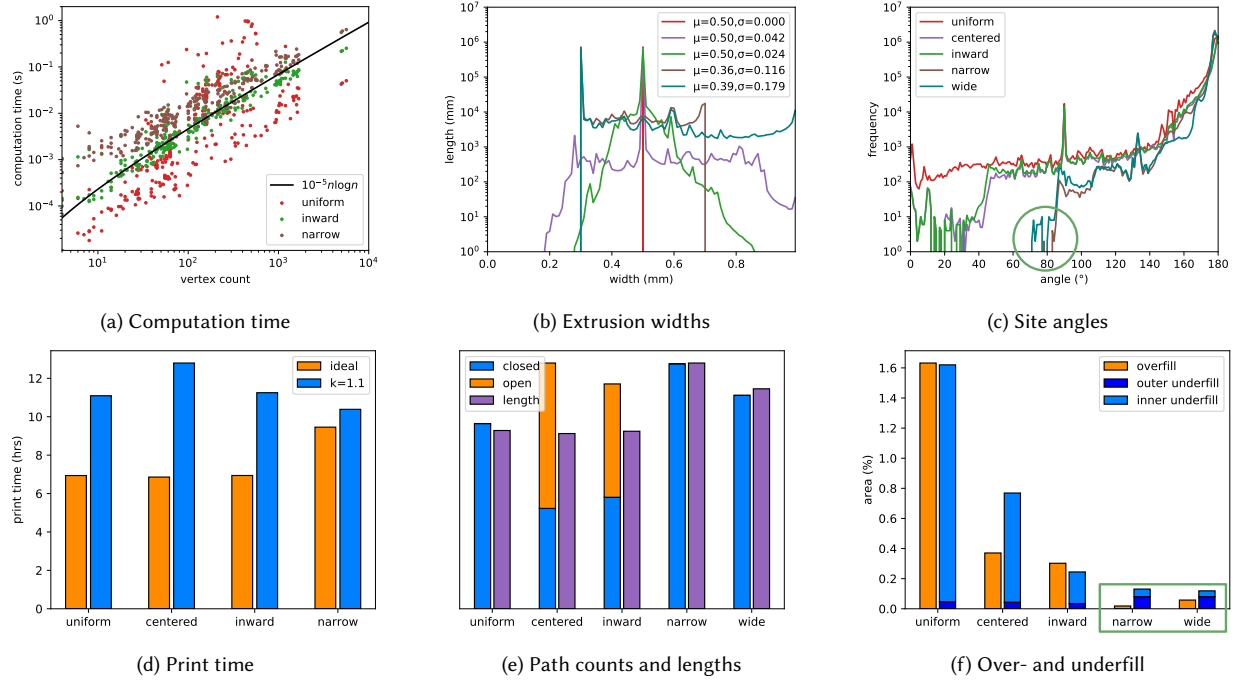 computation time (s)
10⁰
10⁻¹
10⁻²
10⁻³
10⁻⁴
10⁻⁵nlogn
uniform
inward
narrow
10¹ 10² 10³ 10⁴
vertex count
(a) Computation time
length (mm)
10⁷
10⁶
10⁵
10⁴
10³
10²
10¹
10⁰
μ=0.50,σ=0.000
μ=0.50,σ=0.042
μ=0.50,σ=0.024
μ=0.36,σ=0.116
μ=0.39,σ=0.179
0.0 0.2 0.4 0.6 0.8
width (mm)
(b) Extrusion widths
frequency
10⁷
10⁶
10⁵
10⁴
10³
10²
10¹
10⁰
uniform
centered
inward
narrow
wide
0 20 40 60 80 100 120 140 160 180
angle (°)
(c) Site angles
print time (hrs)
12
10
8
6
4
2
0
ideal
k=1.1
uniform centered inward narrow
(d) Print time
closed
open
length
uniform centered inward narrow wide
(e) Path counts and lengths
area (%)
1.6
1.4
1.2
1.0
0.8
0.6
0.4
0.2
0.0
overfill
outer underfill
inner underfill
uniform centered inward narrow wide
(f) Over- and underfill